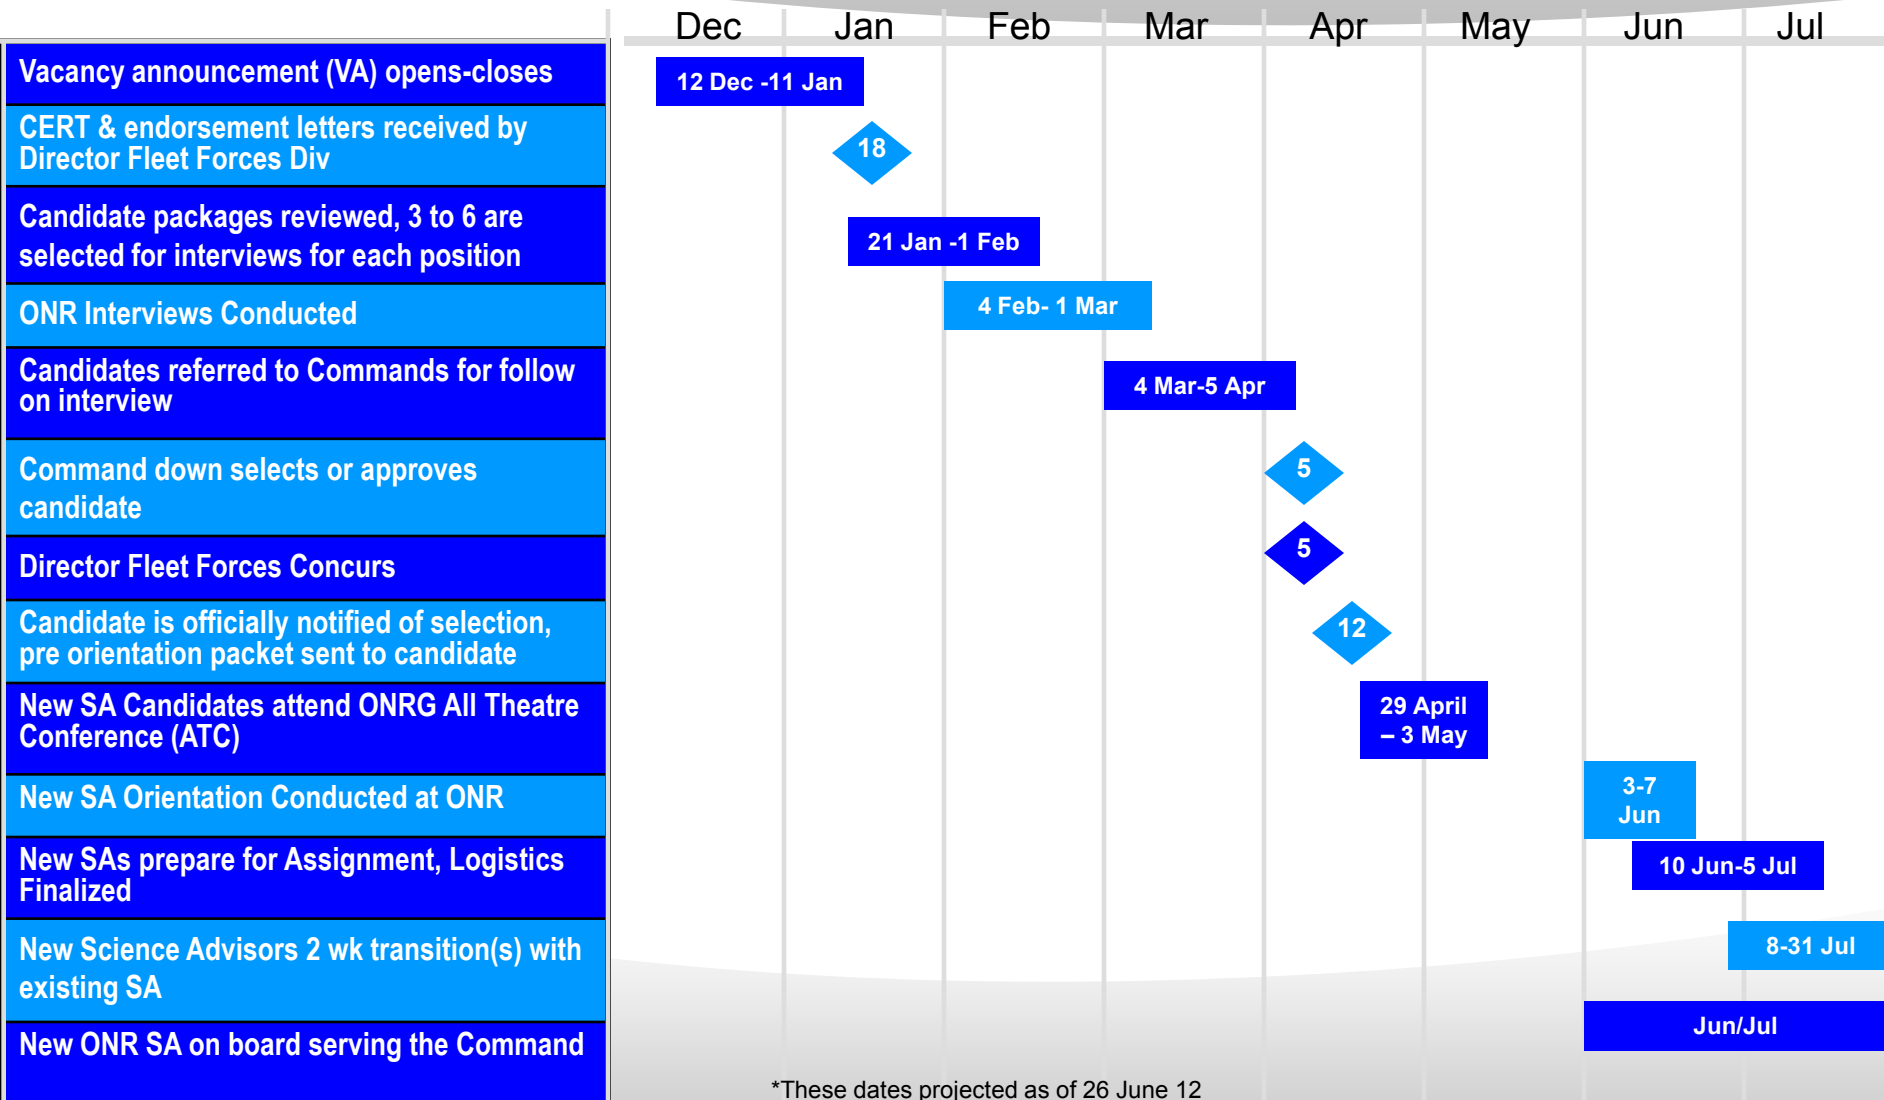 Dec Jan Feb Mar Apr May Jun Jul
Vacancy announcement (VA) opens-closes
12 Dec -11 Jan
CERT & endorsement letters received by
Director Fleet Forces Div
18
Candidate packages reviewed, 3 to 6 are
selected for interviews for each position
21 Jan -1 Feb
ONR Interviews Conducted
4 Feb- 1 Mar
Candidates referred to Commands for follow
on interview
4 Mar-5 Apr
Command down selects or approves
candidate
5
Director Fleet Forces Concurs
5
Candidate is officially notified of selection,
pre orientation packet sent to candidate
12
New SA Candidates attend ONRG All Theatre
Conference (ATC)
29 April
– 3 May
New SA Orientation Conducted at ONR
3-7
Jun
New SAs prepare for Assignment, Logistics
Finalized
10 Jun-5 Jul
New Science Advisors 2 wk transition(s) with
existing SA
8-31 Jul
New ONR SA on board serving the Command
Jun/Jul
*These dates projected as of 26 June 12